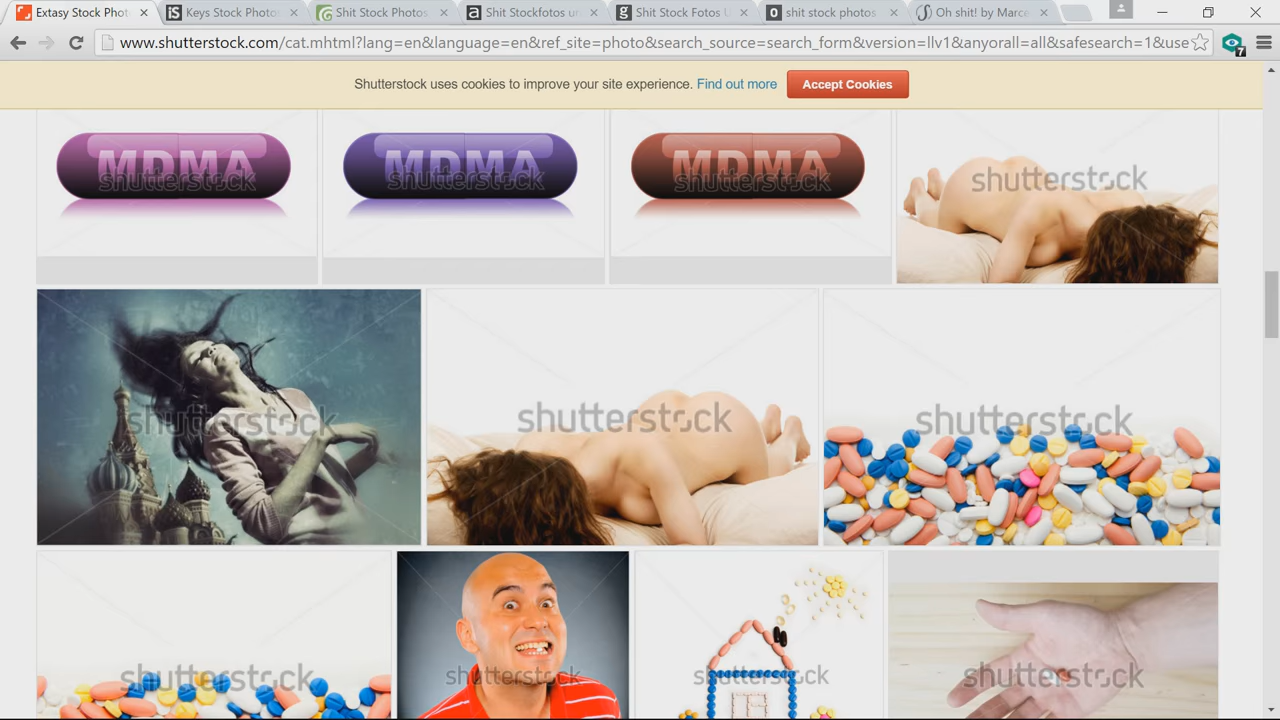 Extasy Stock Phot
Keys Stock Photo
Shit Stock Photos
Shit Stockfotos u
Shit Stock Fotos
shit stock photos
Oh shit! by Marce
www.shutterstock.com/cat.mhtml?lang=en&language=en&ref_site=photo&search_source=search_form&version=llv1&anyorall=all&safesearch=1&use
7
Shutterstock uses cookies to improve your site experience. Find out more
Accept Cookies
MDMA
shutterstock
MDMA
shutterstock
MDMA
shutterstock
shutterstock
shutterstock
shutterstock
shutterstock
shutterstock
shutterstock
shutterstock
shutterstock